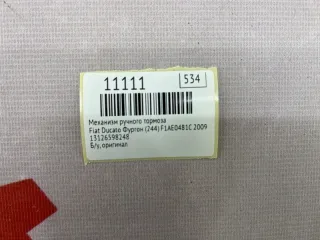 11111 534
Механизм ручного тормоза
Fiat Ducato Фургон (244) F1AE0481C 2009
13126598248
Б/у, оригинал